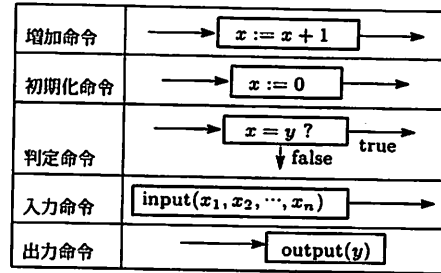 增加命令 x := x + 1
初期化命令 x := 0
判定命令 x = y ? true
false
入力命令 input(x₁, x₂, ⋯, xₙ)
出力命令 output(y)